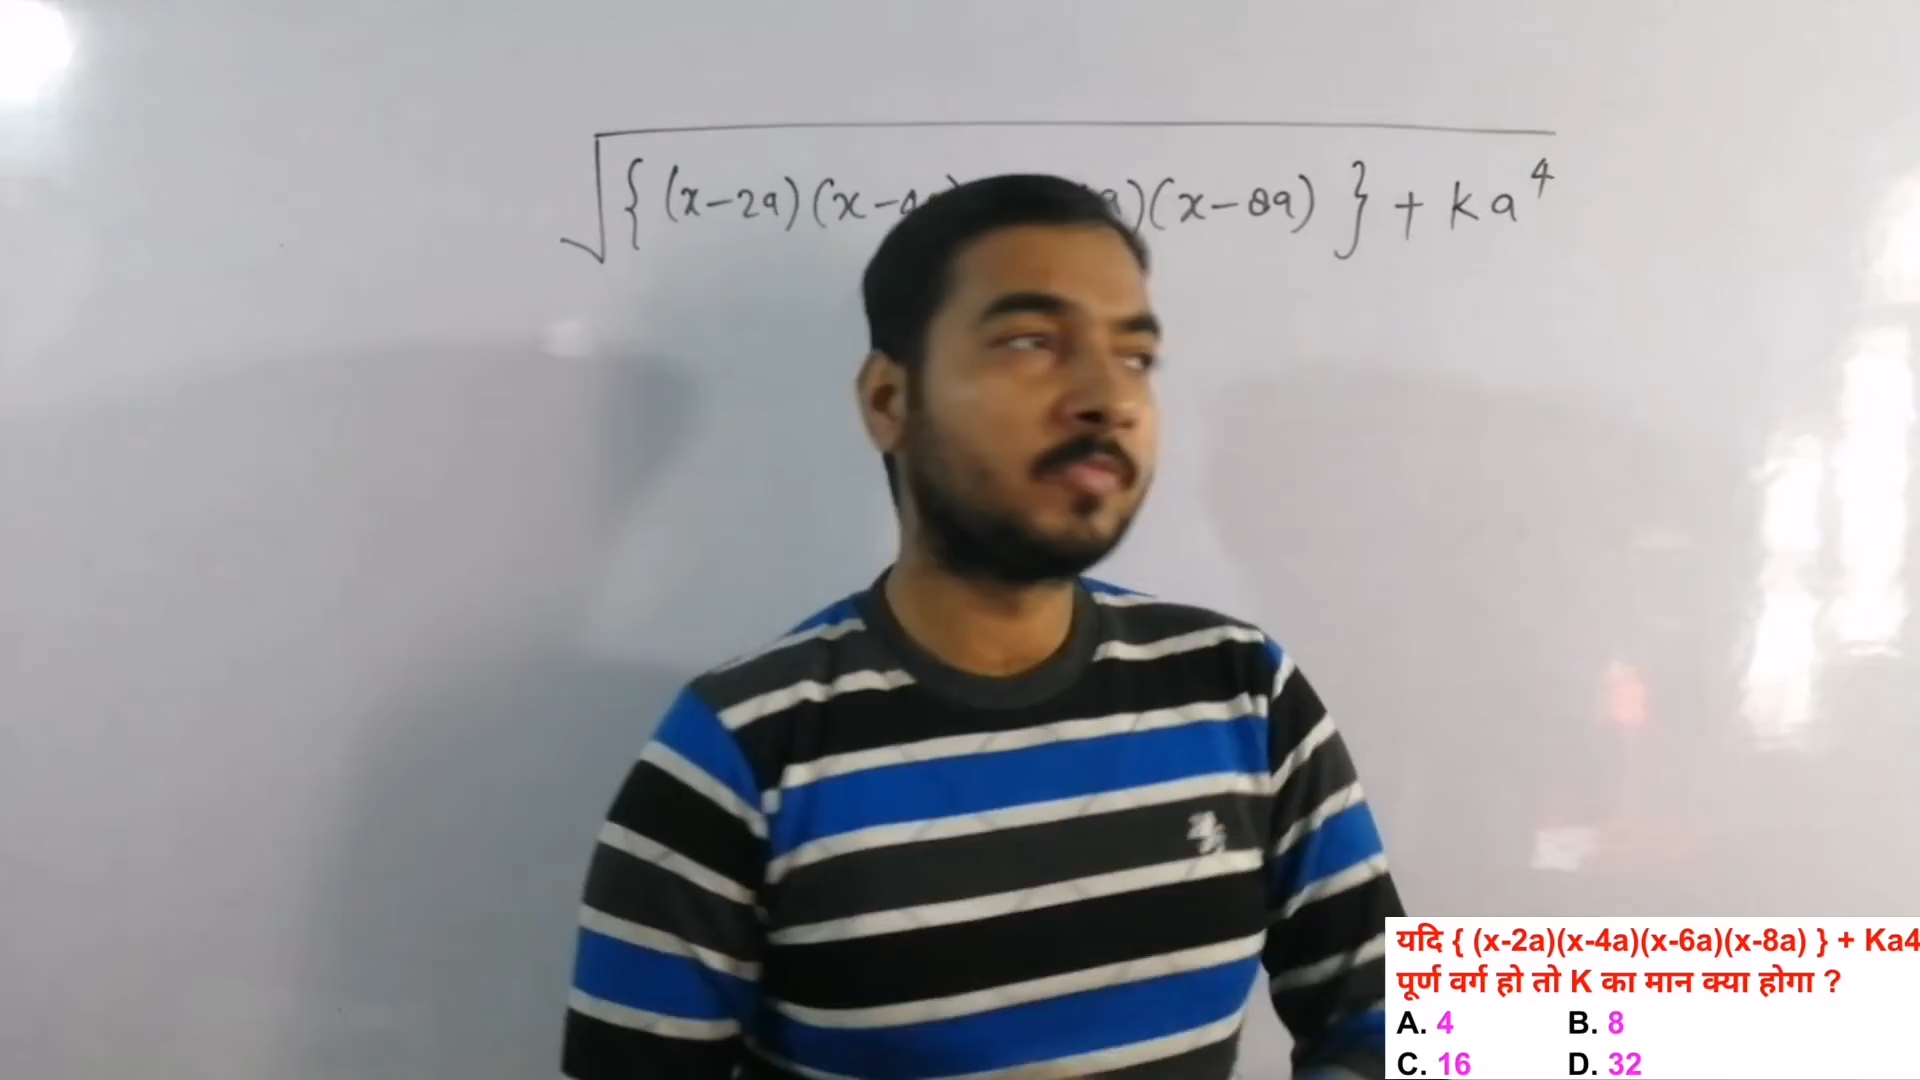 √{ (x-2a)(x-4 a)(x-8a) } + ka⁴
यदि { (x-2a)(x-4a)(x-6a)(x-8a) } + Ka4
पूर्ण वर्ग हो तो K का मान क्या होगा ?
A. 4 B. 8
C. 16 D. 32